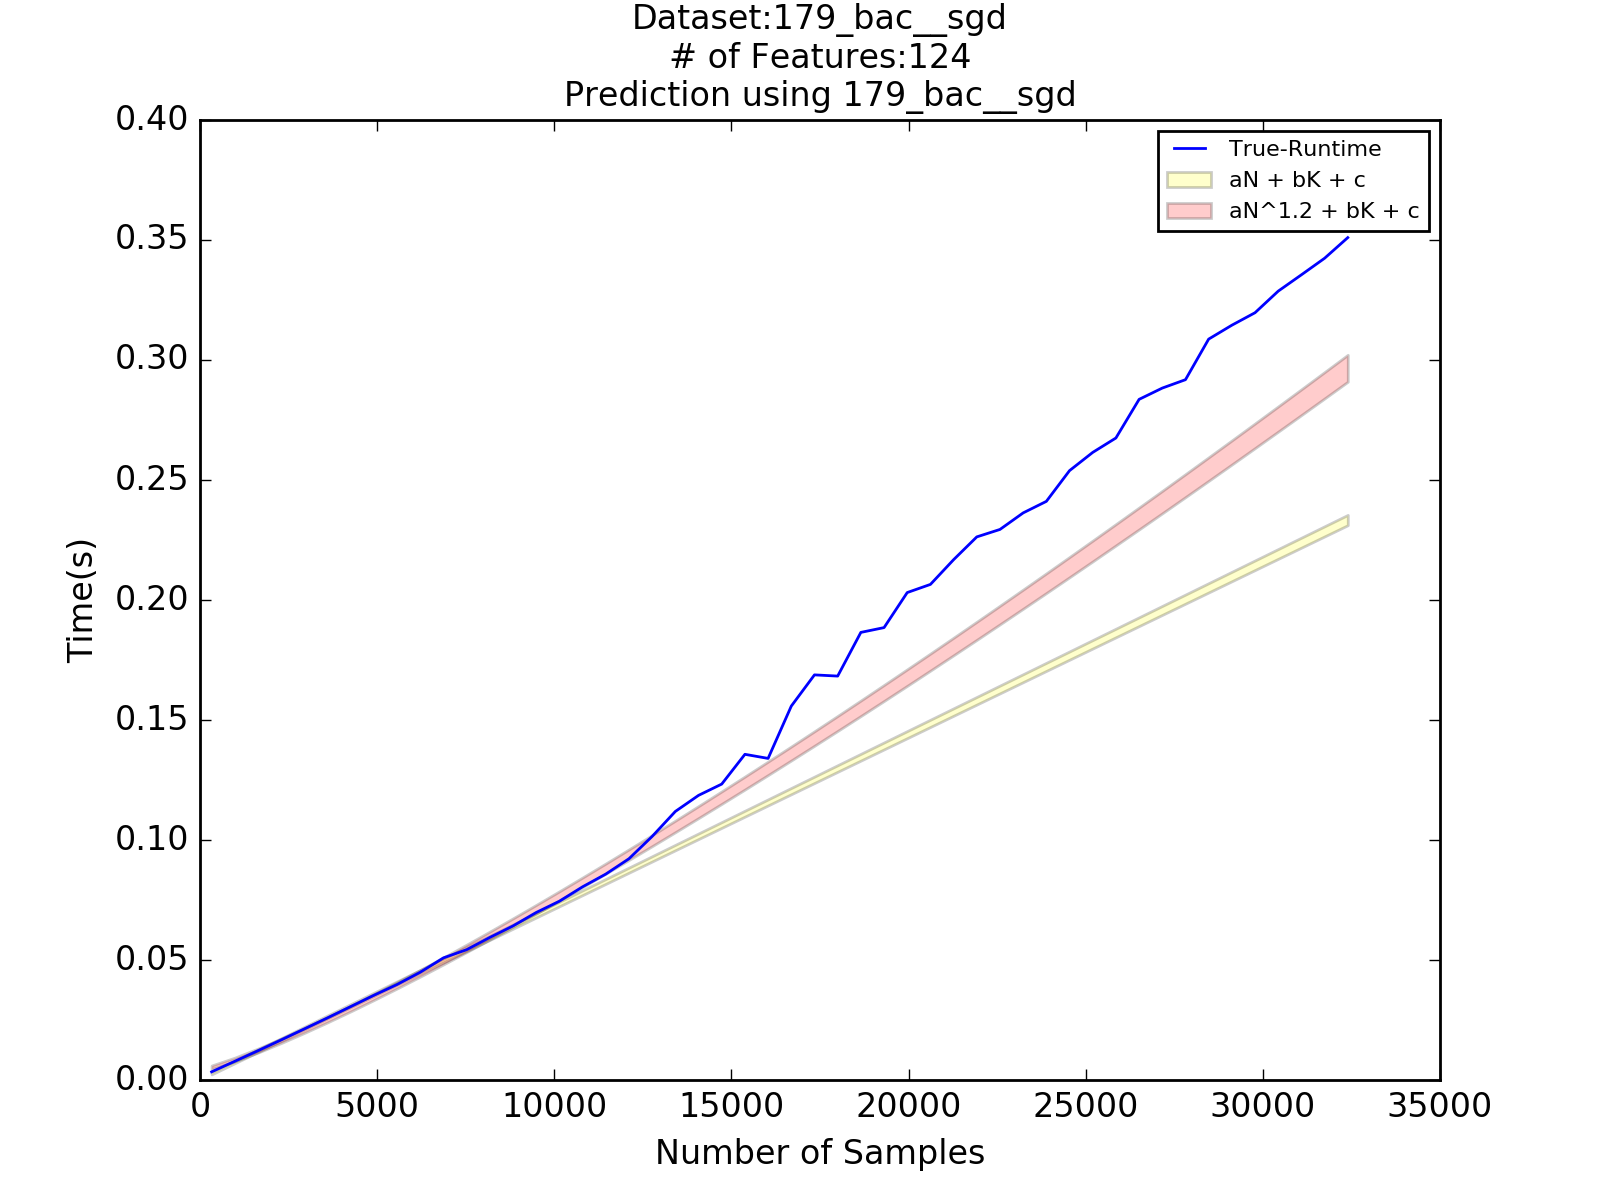 Dataset:179_bac__sgd
# of Features:124
Prediction using 179_bac__sgd
True-Runtime
aN + bK + c
aN^1.2 + bK + c
0.40
0.35
0.30
0.25
0.20
0.15
0.10
0.05
0.00
Time(s)
0 5000 10000 15000 20000 25000 30000 35000
Number of Samples